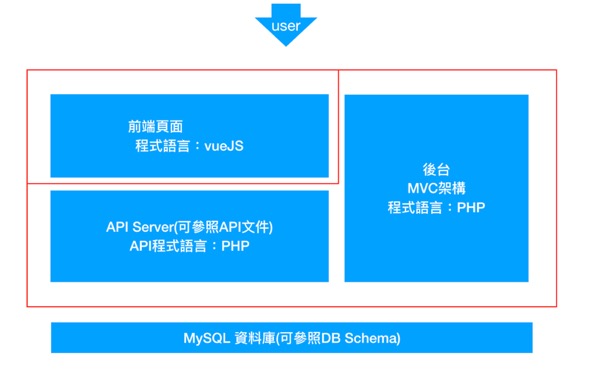 user
前端頁面
程式語言：vueJS
後台
MVC架構
程式語言：PHP
API Server(可參照API文件)
API程式語言：PHP
MySQL 資料庫(可參照DB Schema)